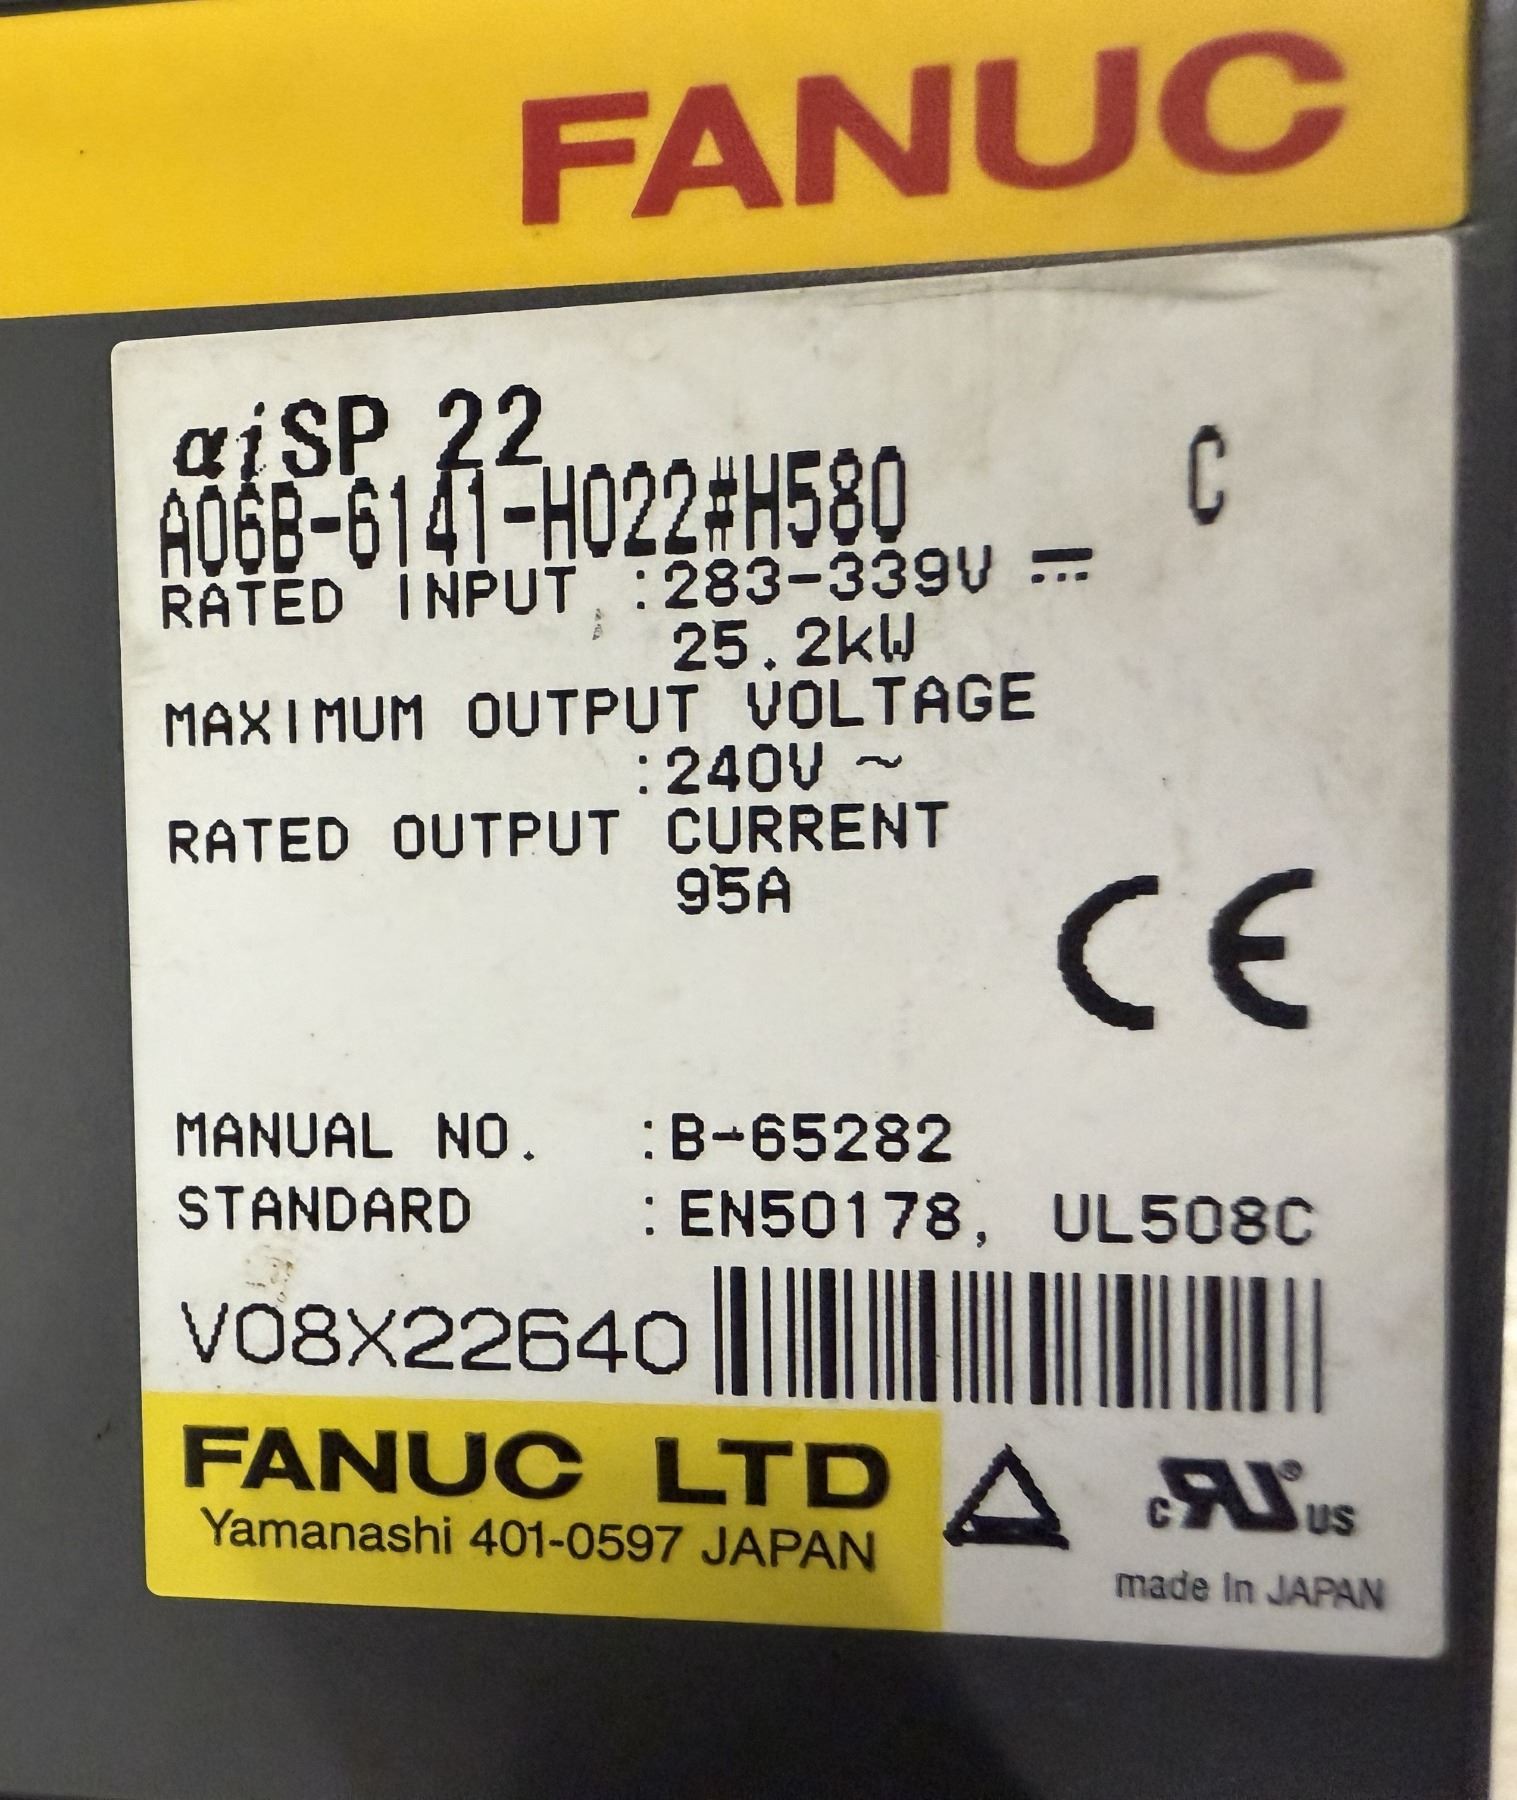 FANUC
αiSP 22
A06B-6141-H022#H580 C
RATED INPUT :283-339V ⎓
25.2kW
MAXIMUM OUTPUT VOLTAGE
:240V ~
RATED OUTPUT CURRENT
95A
CE
MANUAL NO. :B-65282
STANDARD :EN50178, UL508C
V08X22640
FANUC LTD
Yamanashi 401-0597 JAPAN
c RU ® US
made in JAPAN